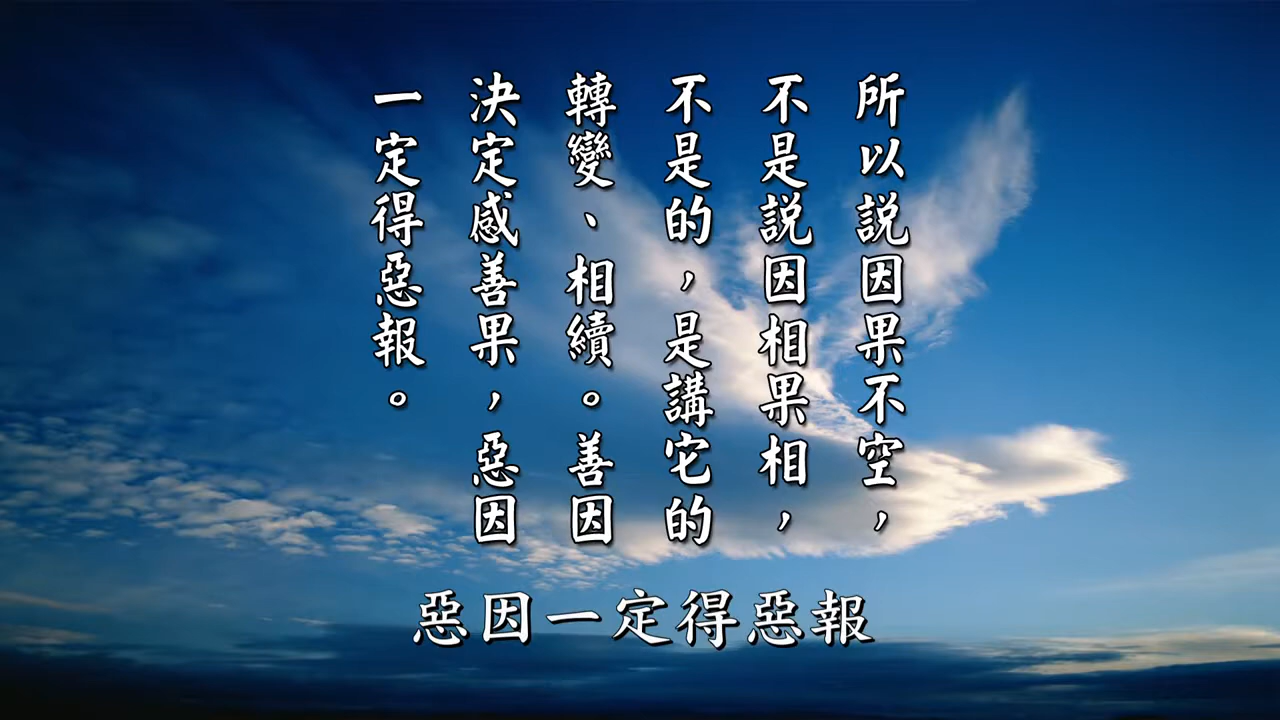 所以説因果不空，
不是説因相果相，
不是的，是講它的
轉變、相續。善因
決定感善果，惡因
一定得惡報。
惡因一定得惡報